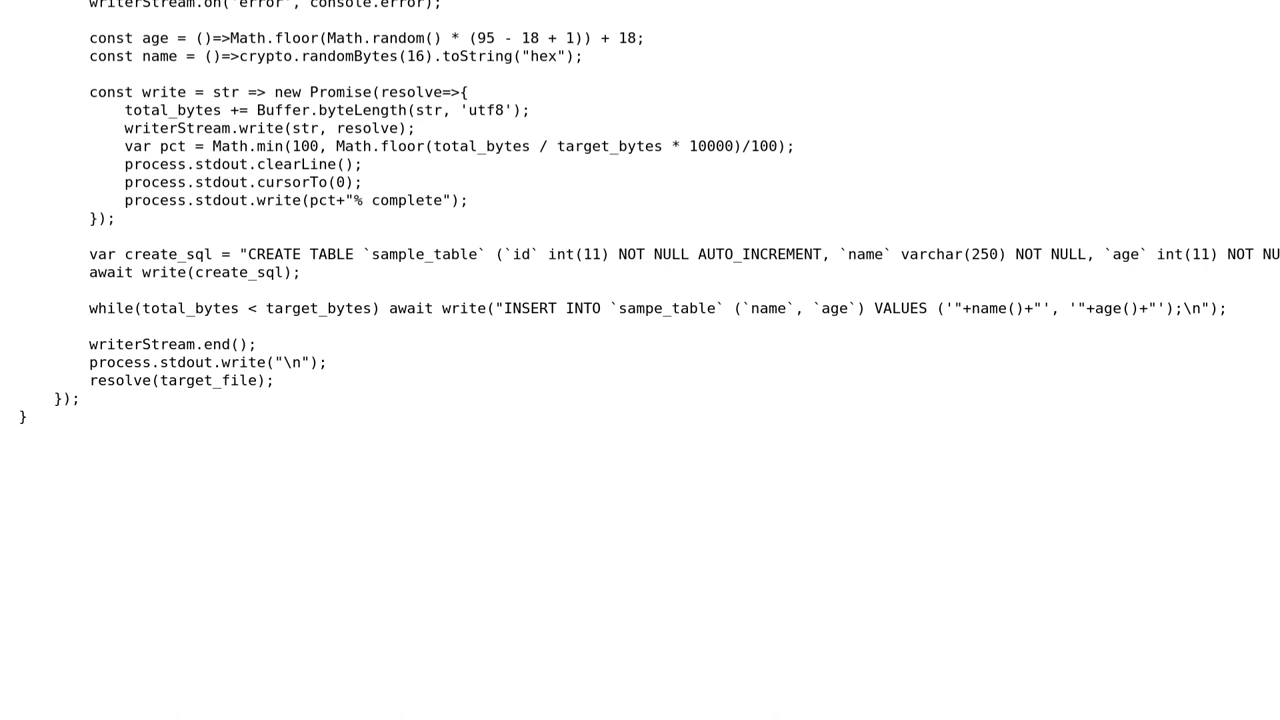 writerStream.on("error", console.error);
const age = ()=>Math.floor(Math.random() * (95 - 18 + 1)) + 18;
const name = ()=>crypto.randomBytes(16).toString("hex");
const write = str => new Promise(resolve=>{
total_bytes += Buffer.byteLength(str, 'utf8');
writerStream.write(str, resolve);
var pct = Math.min(100, Math.floor(total_bytes / target_bytes * 10000)/100);
process.stdout.clearLine();
process.stdout.cursorTo(0);
process.stdout.write(pct+"% complete");
});
var create_sql = "CREATE TABLE `sample_table` (`id` int(11) NOT NULL AUTO_INCREMENT, `name` varchar(250) NOT NULL, `age` int(11) NOT NU
await write(create_sql);
while(total_bytes < target_bytes) await write("INSERT INTO `sampe_table` (`name`, `age`) VALUES ('"+name()+"', '"+age()+"');\n");
writerStream.end();
process.stdout.write("\n");
resolve(target_file);
});
}